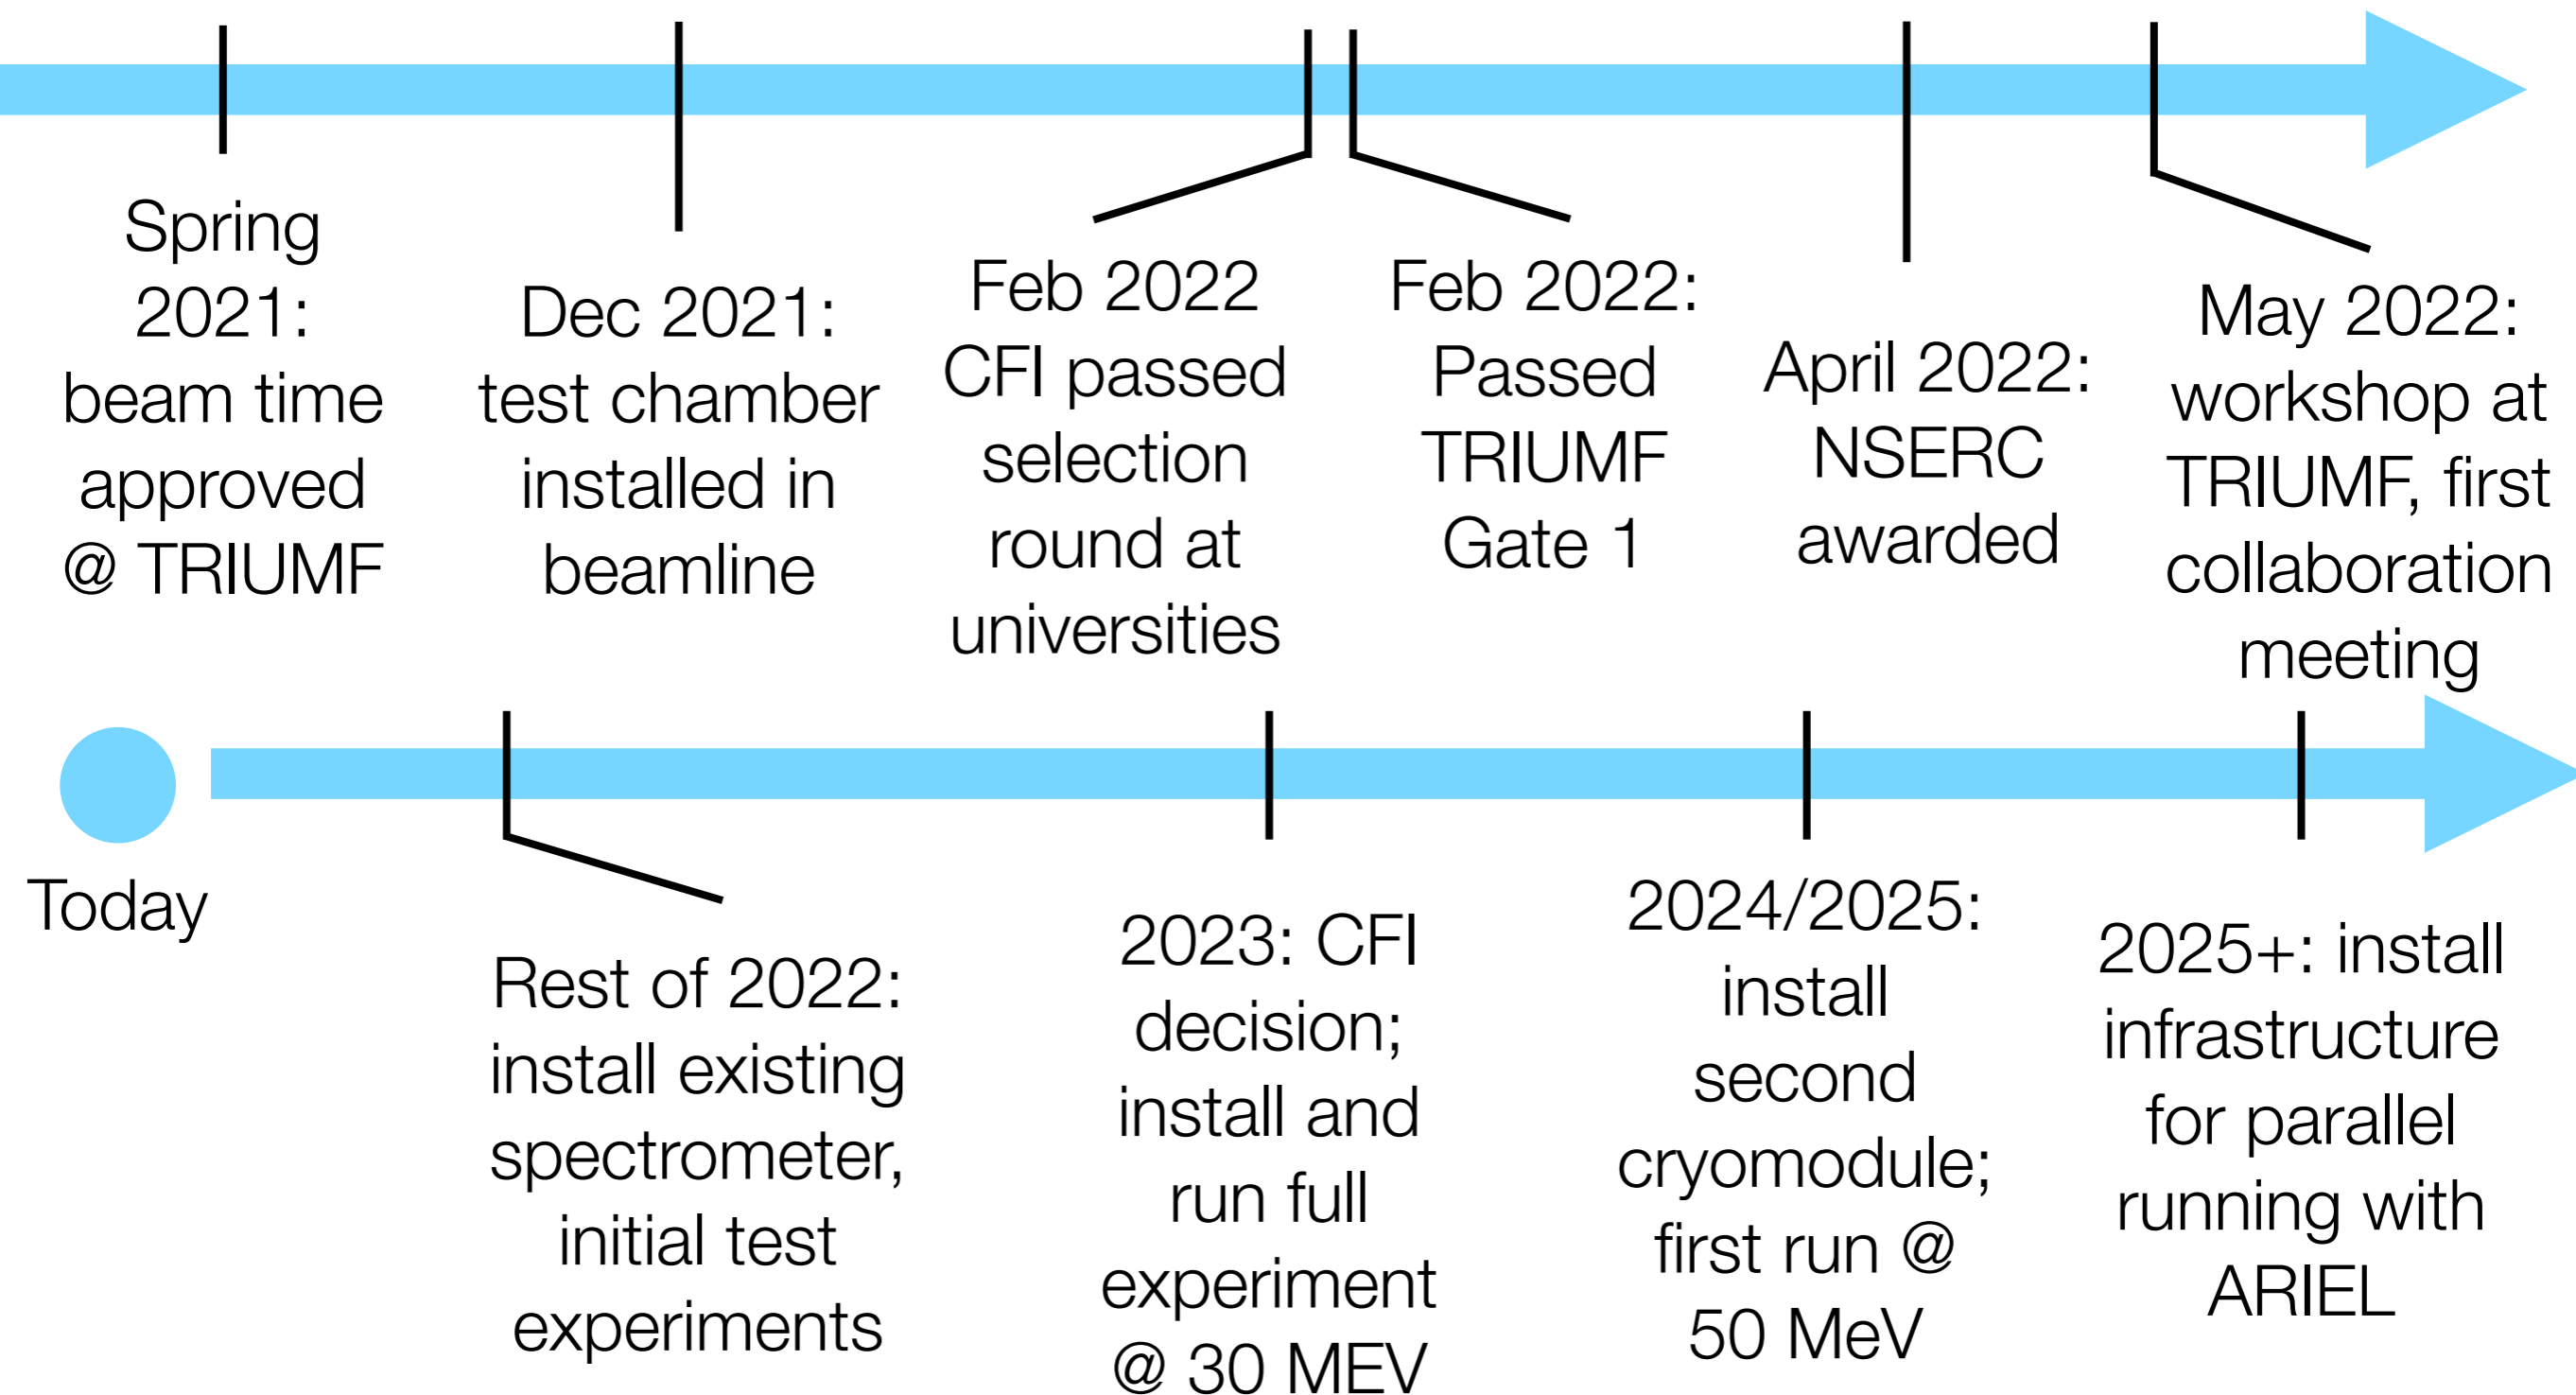 Spring
2021:
beam time
approved
@ TRIUMF
Dec 2021:
test chamber
installed in
beamline
Feb 2022
CFI passed
selection
round at
universities
Feb 2022:
Passed
TRIUMF
Gate 1
April 2022:
NSERC
awarded
May 2022:
workshop at
TRIUMF, first
collaboration
meeting
Today
Rest of 2022:
install existing
spectrometer,
initial test
experiments
2023: CFI
decision;
install and
run full
experiment
@ 30 MEV
2024/2025:
install
second
cryomodule;
first run @
50 MeV
2025+: install
infrastructure
for parallel
running with
ARIEL